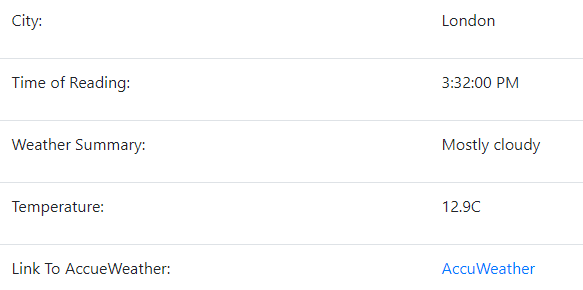 City: London
Time of Reading: 3:32:00 PM
Weather Summary: Mostly cloudy
Temperature: 12.9C
Link To AccueWeather: AccuWeather